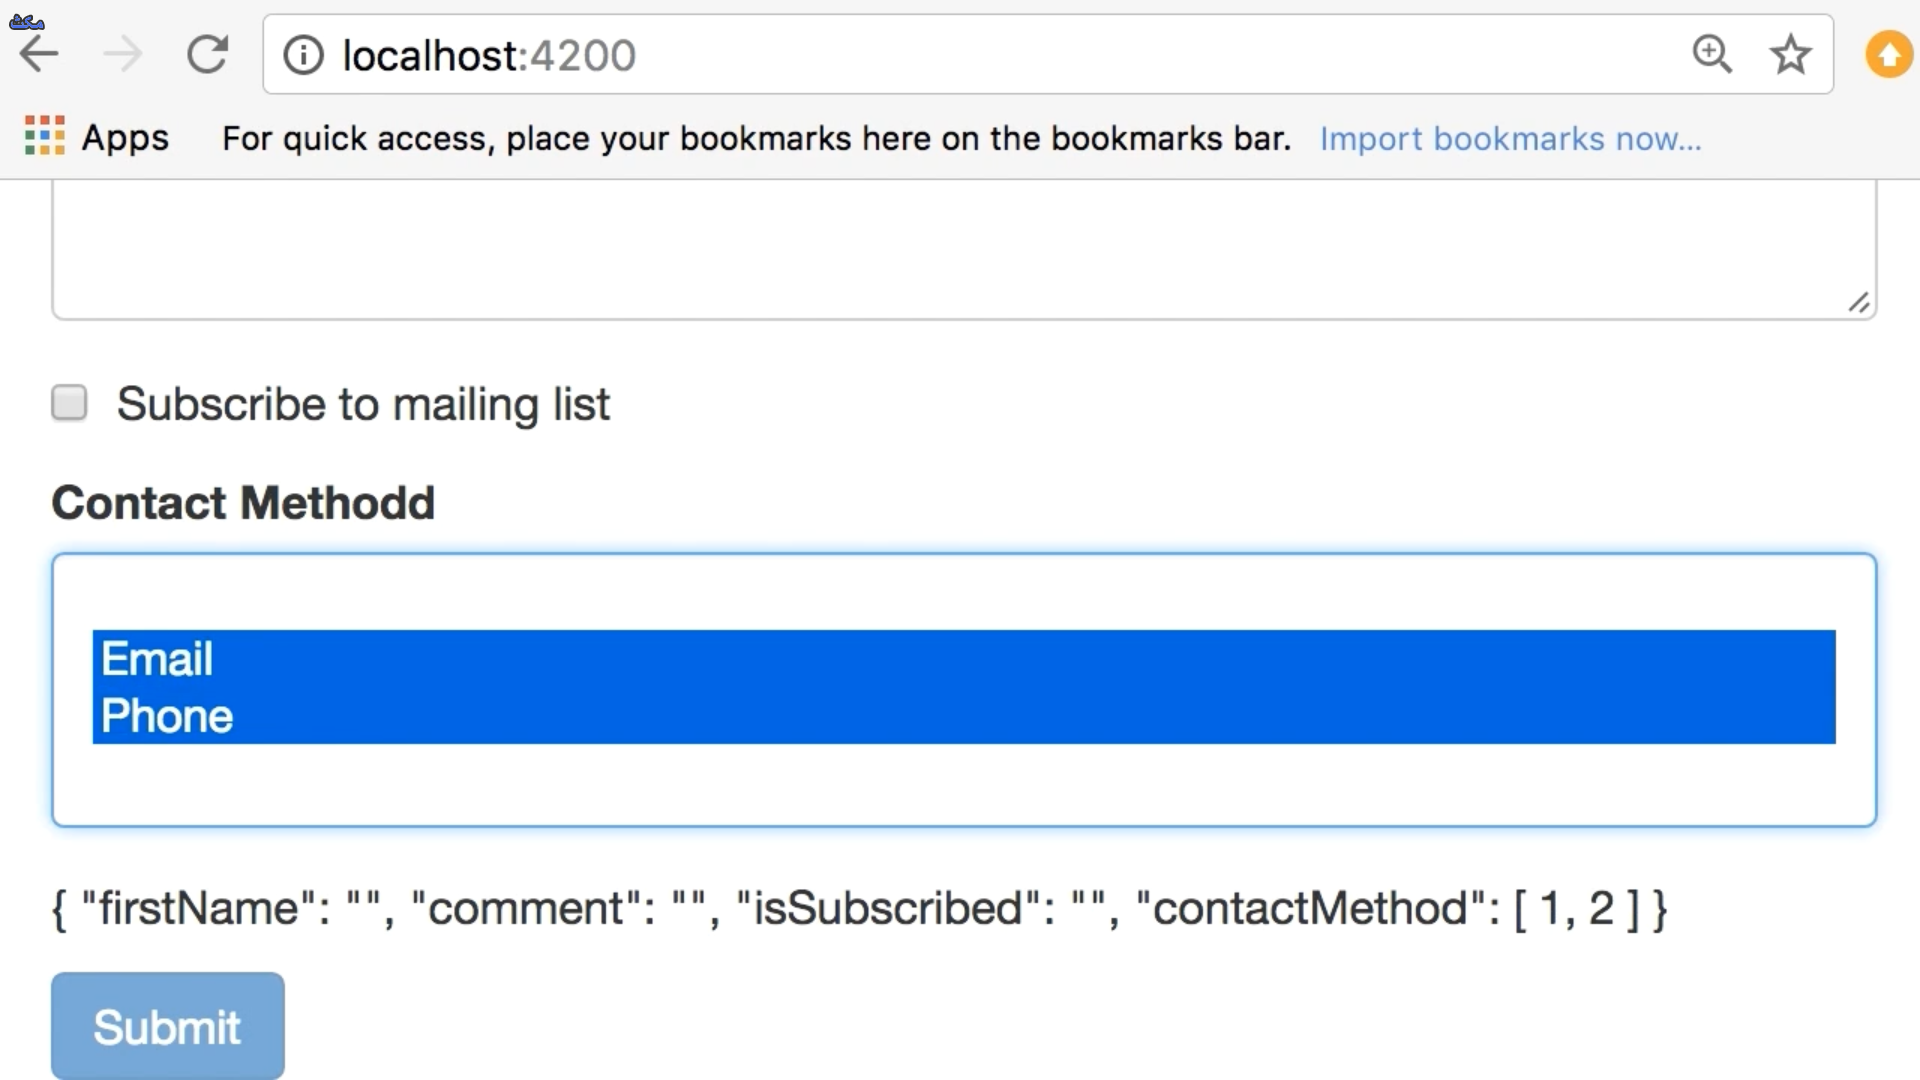 مکث
localhost:4200
Apps For quick access, place your bookmarks here on the bookmarks bar. Import bookmarks now...
Subscribe to mailing list
Contact Methodd
Email
Phone
{ "firstName": "", "comment": "", "isSubscribed": "", "contactMethod": [ 1, 2 ] }
Submit